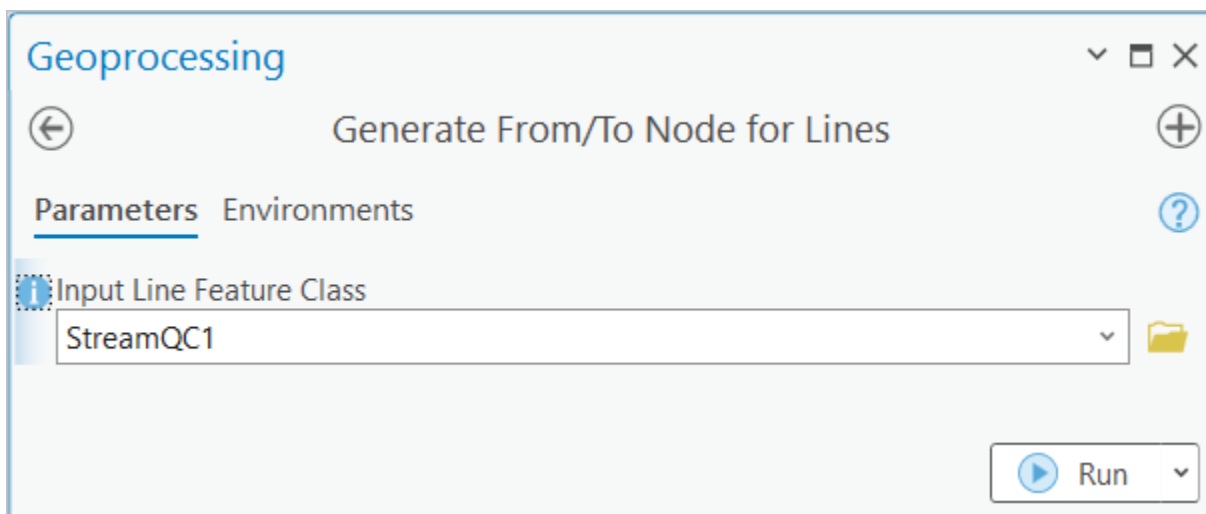 Geoprocessing
Generate From/To Node for Lines
Parameters Environments
Input Line Feature Class
StreamQC1
Run